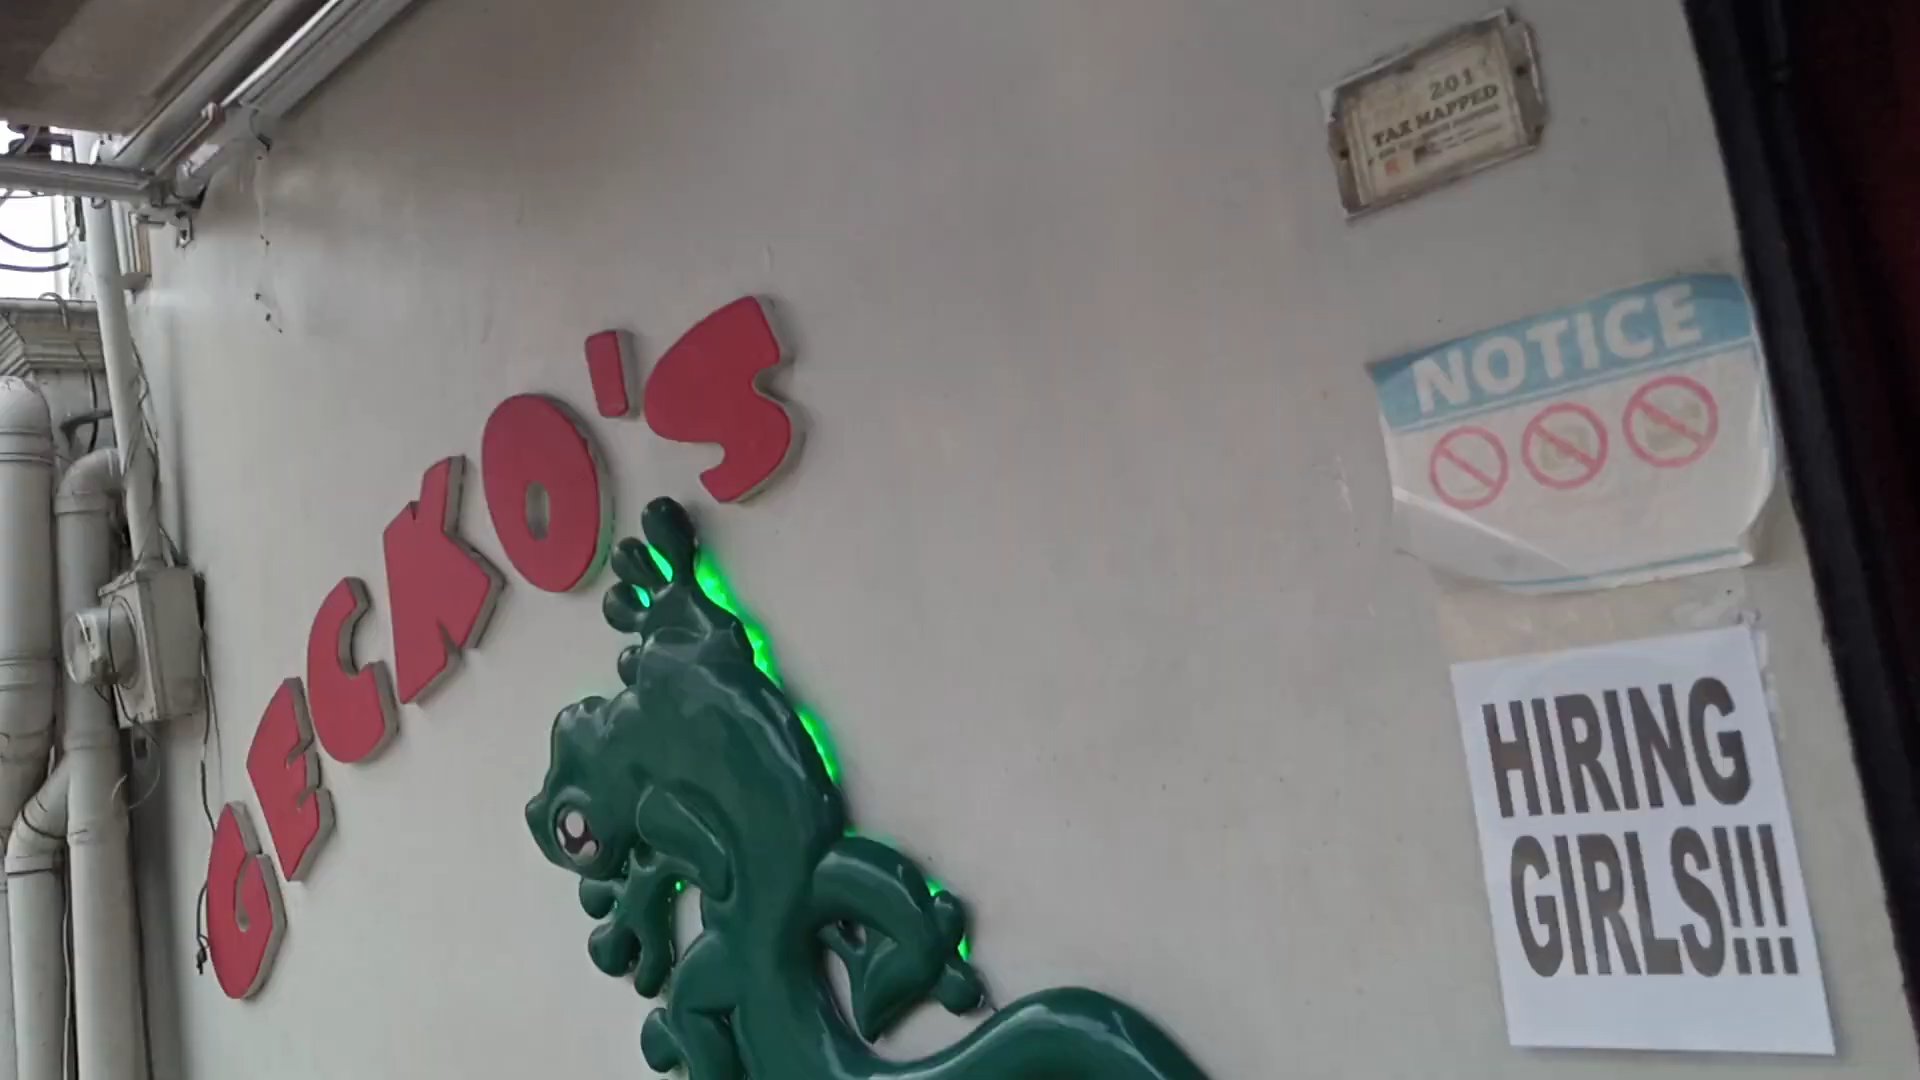 GECKO'S
201
TAX MAPPED
NOTICE
HIRING
GIRLS!!!